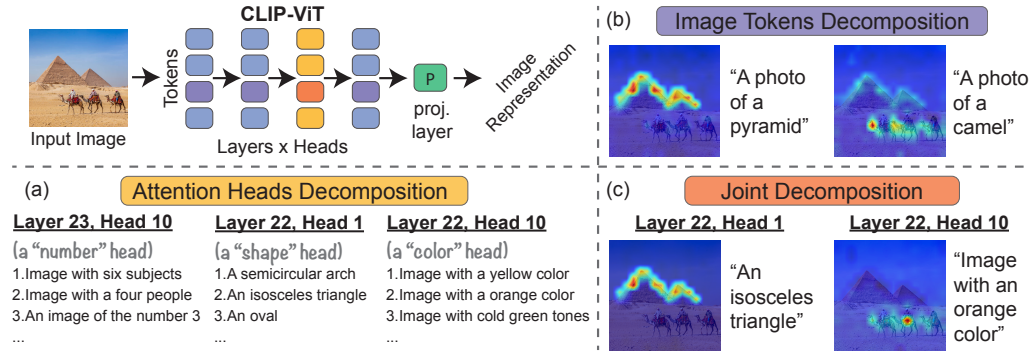 CLIP-ViT
Tokens
P
Input Image
Layers x Heads
proj.
layer
Image
Representation
(b) Image Tokens Decomposition
“A photo
of a
pyramid”
“A photo
of a
camel”
(a) Attention Heads Decomposition
Layer 23, Head 10
(a “number” head)
1.Image with six subjects
2.Image with a four people
3.An image of the number 3
...
Layer 22, Head 1
(a “shape” head)
1.A semicircular arch
2.An isosceles triangle
3.An oval
...
Layer 22, Head 10
(a “color” head)
1.Image with a yellow color
2.Image with a orange color
3.Image with cold green tones
...
(c) Joint Decomposition
Layer 22, Head 1
“An
isosceles
triangle”
Layer 22, Head 10
“Image
with an
orange
color”